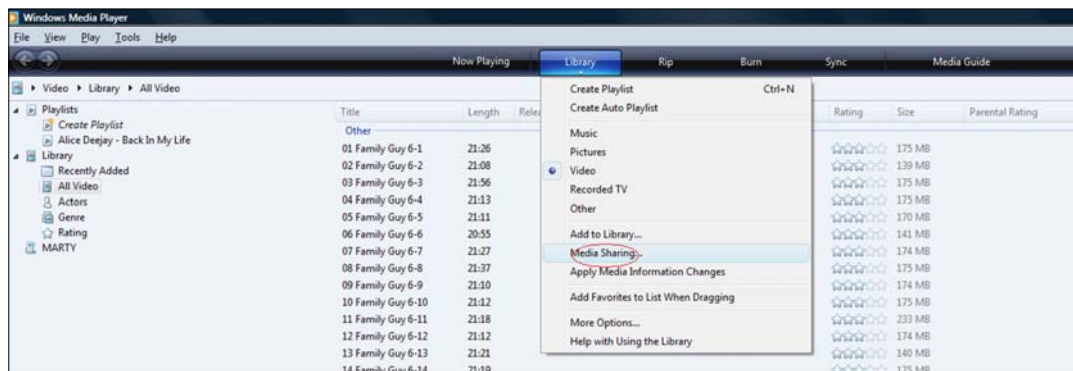 Windows Media Player
File View Play Tools Help
Now Playing Library Rip Burn Sync Media Guide
Video ▸ Library ▸ All Video
Playlists
Create Playlist
Alice Deejay - Back In My Life
Library
Recently Added
All Video
Actors
Genre
Rating
MARTY
Title Length Rating Size Parental Rating
Other
01 Family Guy 6-1 21:26 175 MB
02 Family Guy 6-2 21:08 139 MB
03 Family Guy 6-3 21:56 175 MB
04 Family Guy 6-4 21:13 175 MB
05 Family Guy 6-5 21:11 170 MB
06 Family Guy 6-6 20:55 141 MB
07 Family Guy 6-7 21:27 174 MB
08 Family Guy 6-8 21:37 175 MB
09 Family Guy 6-9 21:10 174 MB
10 Family Guy 6-10 21:12 175 MB
11 Family Guy 6-11 21:18 233 MB
12 Family Guy 6-12 21:12 174 MB
13 Family Guy 6-13 21:21 140 MB
14 Family Guy 6-14 21:19 175 MB
Create Playlist Ctrl+N
Create Auto Playlist
Music
Pictures
Video
Recorded TV
Other
Add to Library...
Media Sharing...
Apply Media Information Changes
Add Favorites to List When Dragging
More Options...
Help with Using the Library